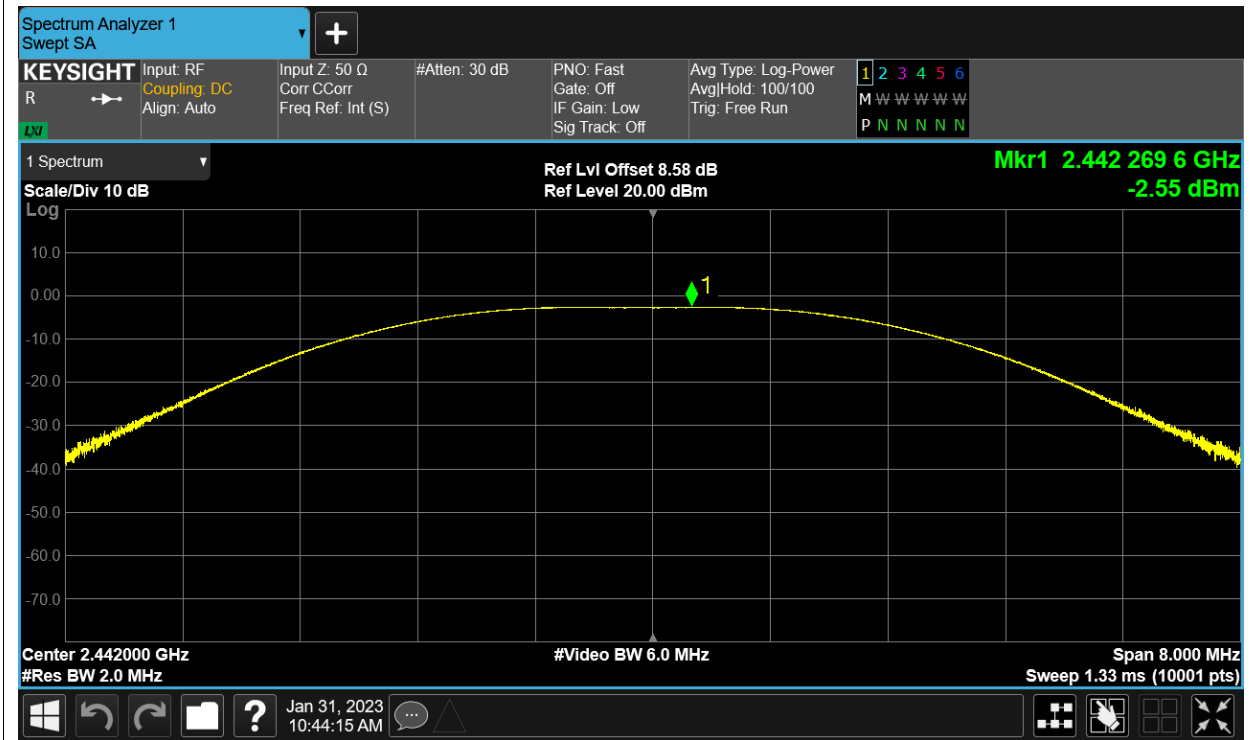 Spectrum Analyzer 1
Swept SA
KEYSIGHT
R
LXI
Input: RF
Coupling: DC
Align: Auto
Input Z: 50 Ω
Corr CCorr
Freq Ref: Int (S)
#Atten: 30 dB
PNO: Fast
Gate: Off
IF Gain: Low
Sig Track: Off
Avg Type: Log-Power
Avg|Hold: 100/100
Trig: Free Run
1 2 3 4 5 6
M W W W W W
P N N N N N
1 Spectrum
Scale/Div 10 dB
Log
Ref Lvl Offset 8.58 dB
Ref Level 20.00 dBm
Mkr1 2.442 269 6 GHz
-2.55 dBm
1
10.0
0.00
-10.0
-20.0
-30.0
-40.0
-50.0
-60.0
-70.0
Center 2.442000 GHz
#Res BW 2.0 MHz
#Video BW 6.0 MHz
Span 8.000 MHz
Sweep 1.33 ms (10001 pts)
?
Jan 31, 2023
10:44:15 AM